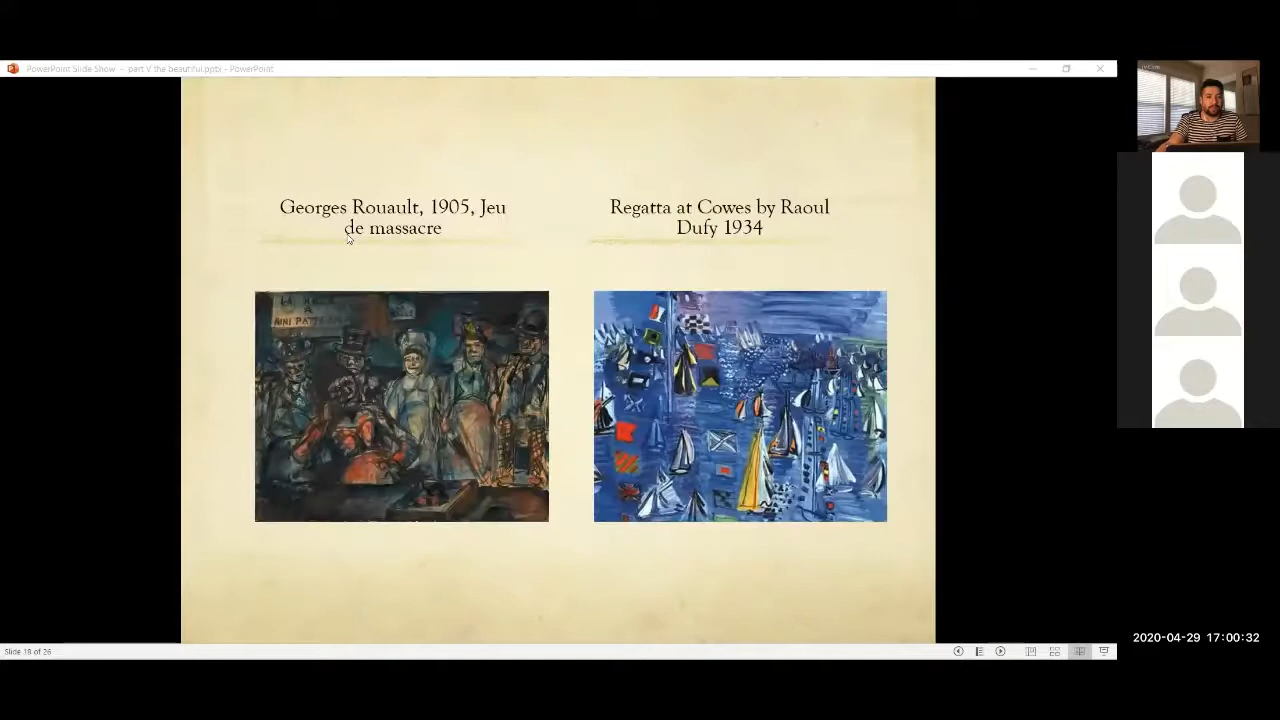 PowerPoint Slide Show - part V the beautiful.pptx - PowerPoint
Georges Rouault, 1905, Jeu
de massacre
Regatta at Cowes by Raoul
Dufy 1934
2020-04-29 17:00:32
Slide 18 of 26